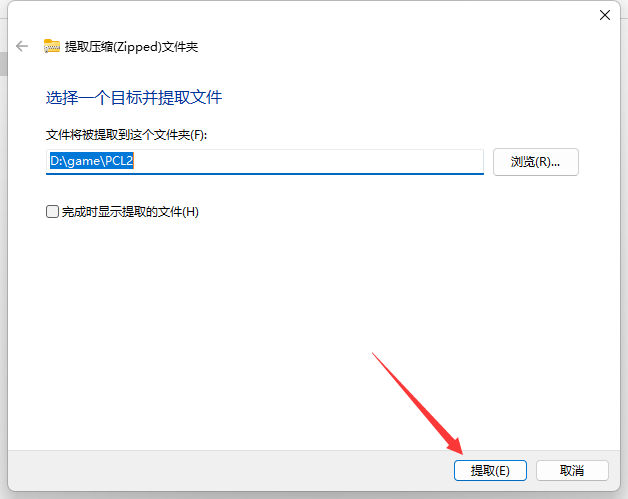 提取压缩(Zipped)文件夹
选择一个目标并提取文件
文件将被提取到这个文件夹(F):
D:\game\PCL2
浏览(R)...
完成时显示提取的文件(H)
提取(E)
取消